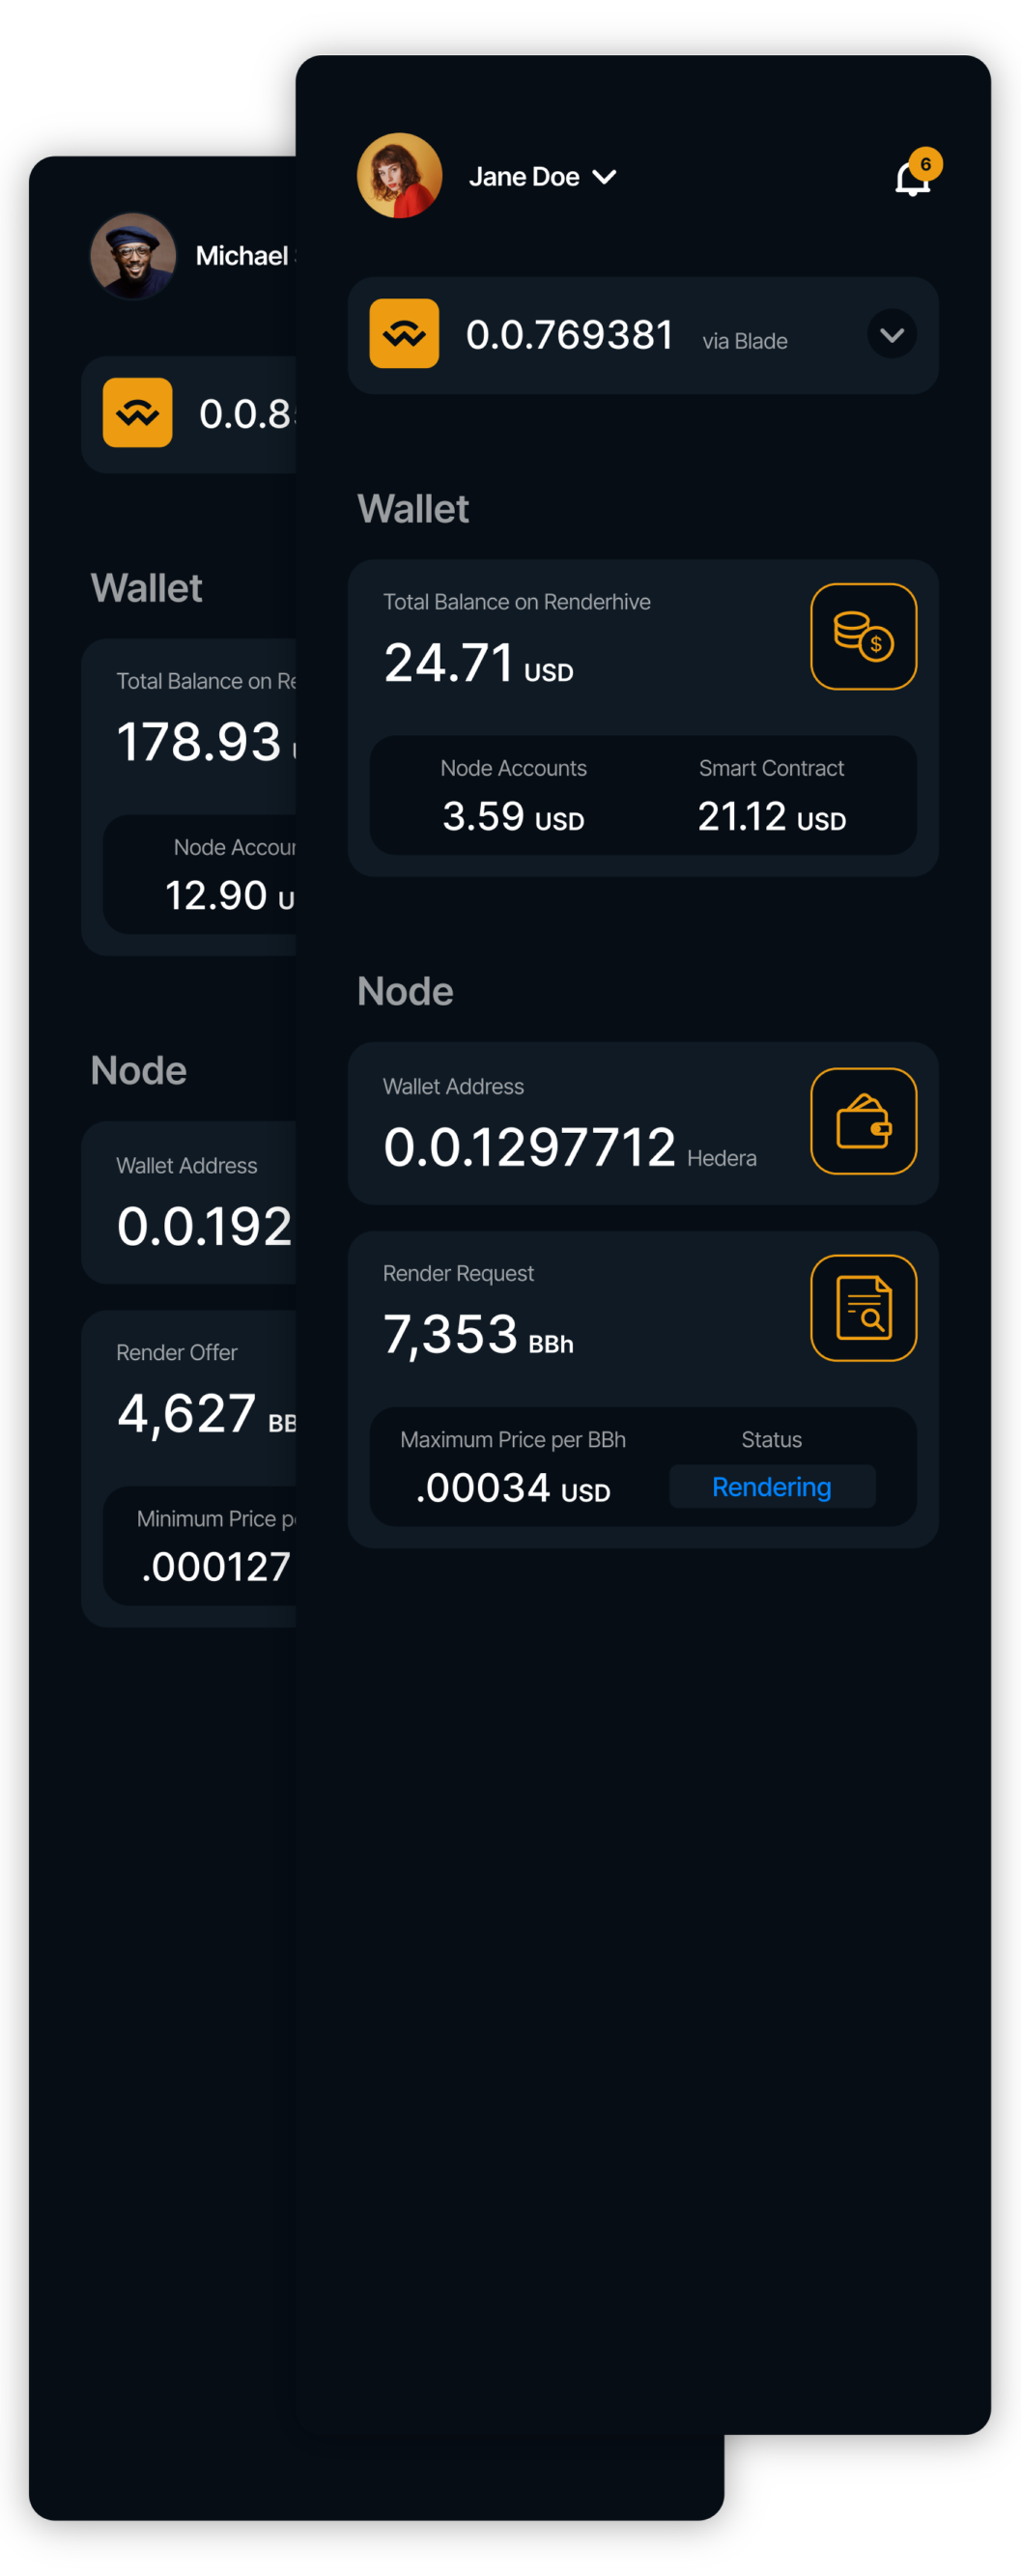 Jane Doe
6
0.0.769381 via Blade
Wallet
Total Balance on Renderhive
24.71 USD
Node Accounts Smart Contract
3.59 USD 21.12 USD
Node
Wallet Address
0.0.1297712 Hedera
Render Request
7,353 BBh
Maximum Price per BBh Status
.00034 USD Rendering
Michael
0.0.8
Wallet
Total Balance on
178.93
Node
12.90
Node
Wallet Address
0.0.192
Render Offer
4,627
Minimum Price
.000127